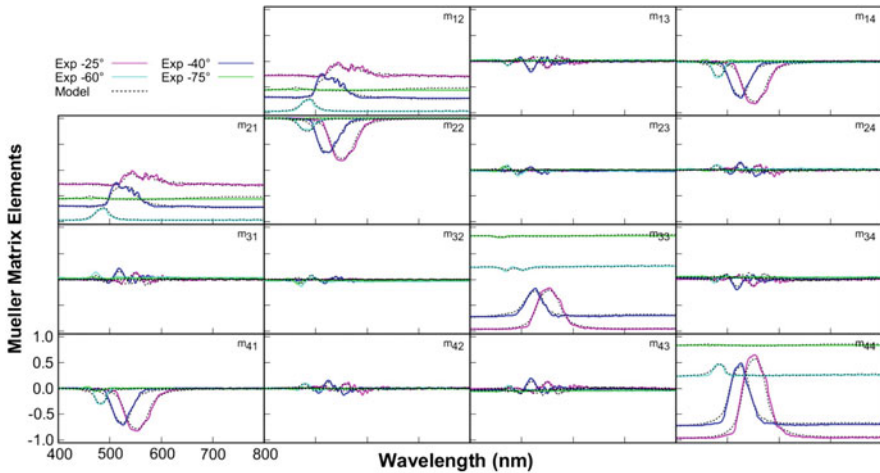 m12
m13
m14
Exp -25°
Exp -40°
Exp -60°
Exp -75°
Model
m21
m22
m23
m24
m31
m32
m33
m34
1.0
0.5
0.0
-0.5
-1.0
m41
m42
m43
m44
400 500 600 700 800
Mueller Matrix Elements
Wavelength (nm)